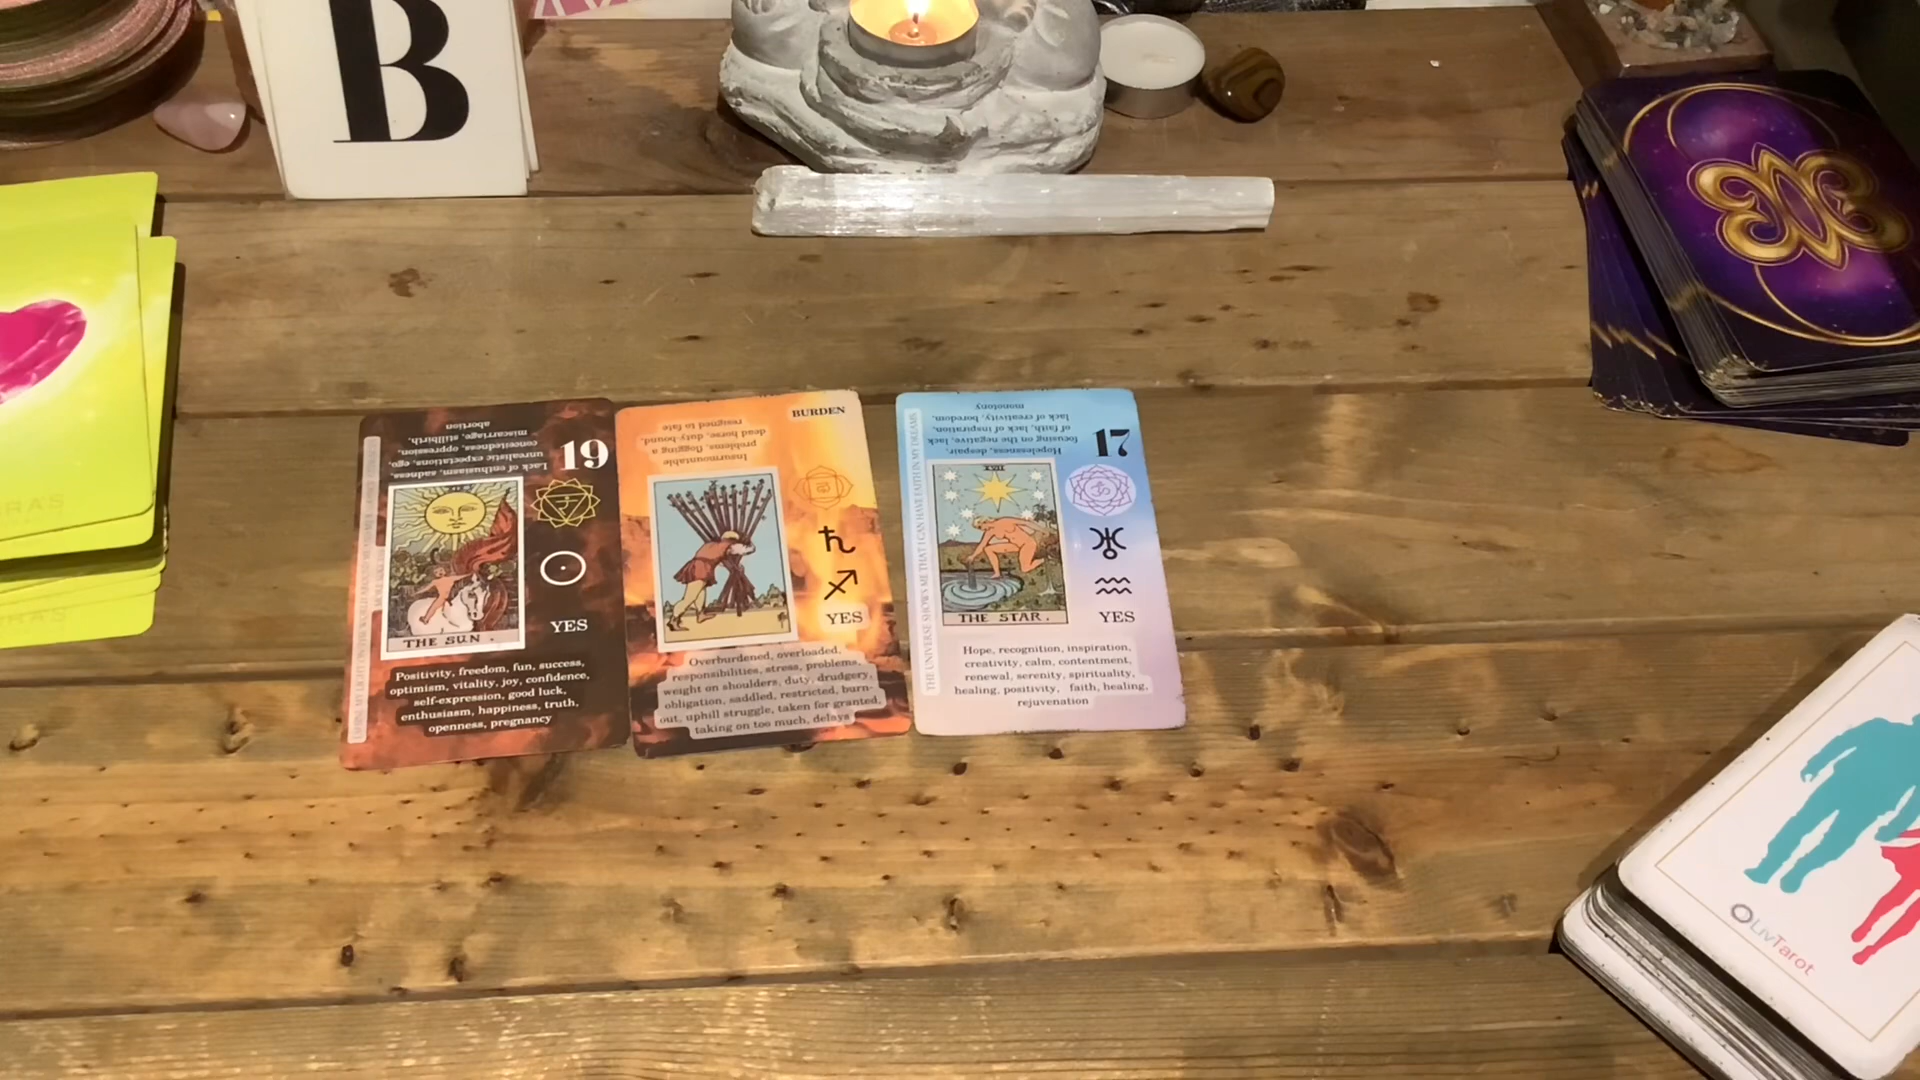 B
Lack of enthusiasm, sadness,
unrealistic expectations, ego,
conceitedness, oppression,
miscarriage, stillbirth,
abortion
19
THE SUN.
YES
Positivity, freedom, fun, success,
optimism, vitality, joy, confidence,
self-expression, good luck,
enthusiasm, happiness, truth,
openness, pregnancy
BURDEN
Insurmountable
problems, flogging a
dead horse, duty-bound,
resigned to fate
YES
Overburdened, overloaded,
responsibilities, stress, problems,
weight on shoulders, duty, drudgery,
obligation, saddled, restricted, burn-
out, uphill struggle, taken for granted,
taking on too much, delays
THE UNIVERSE SHOWS ME THAT I CAN HAVE FAITH IN MY DREAMS
Hopelessness, despair,
focusing on the negative, lack
of faith, lack of inspiration,
lack of creativity, boredom,
monotony
17
XVII
THE STAR.
YES
Hope, recognition, inspiration,
creativity, calm, contentment,
renewal, serenity, spirituality,
healing, positivity, faith, healing,
rejuvenation
OLivTarot